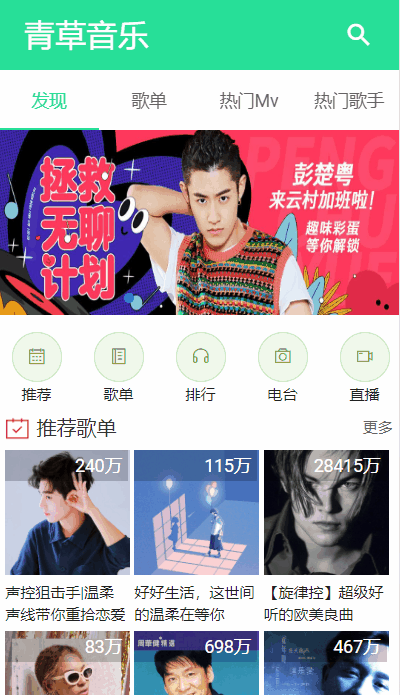 青草音乐
发现 歌单 热门Mv 热门歌手
拯救
无聊
计划
彭楚粤
来云村加班啦！
趣味彩蛋
等你解锁
推荐 歌单 排行 电台 直播
推荐歌单 更多
240万 115万 28415万
声控狙击手|温柔
声线带你重拾恋爱
好好生活，这世间
的温柔在等你
【旋律控】超级好
听的欧美良曲
83万 698万 467万
周華健 精選